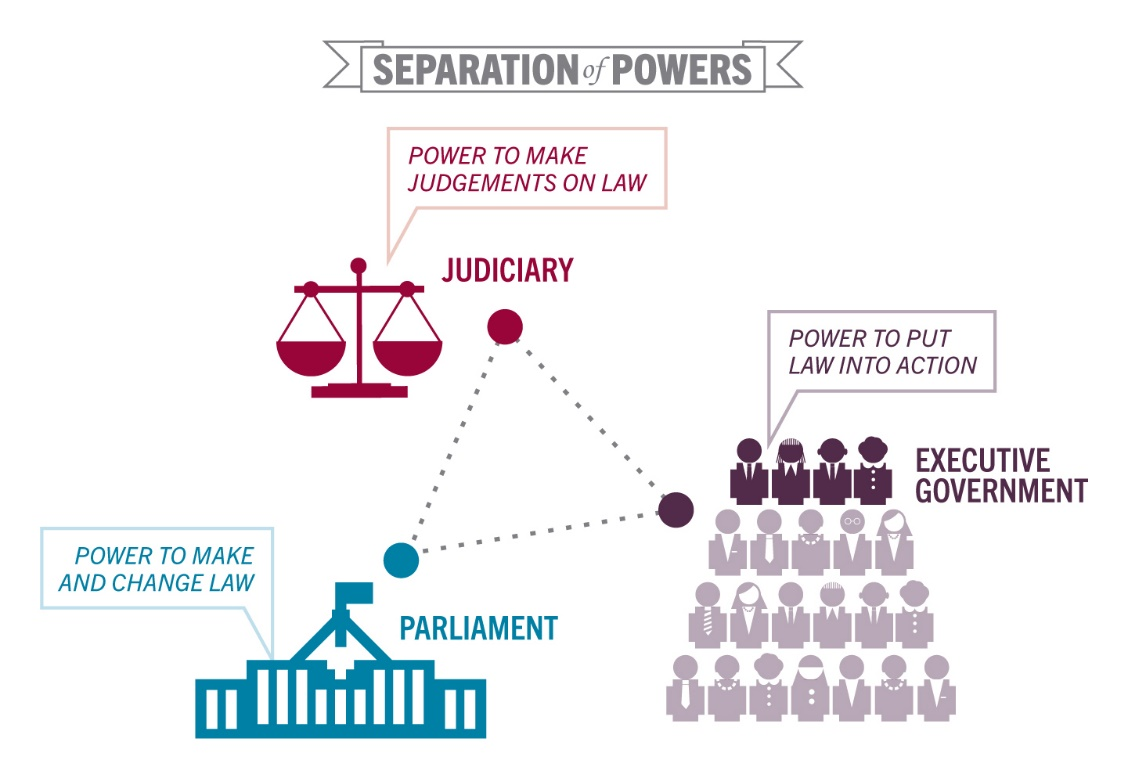 SEPARATION of POWERS
POWER TO MAKE
JUDGEMENTS ON LAW
JUDICIARY
POWER TO PUT
LAW INTO ACTION
EXECUTIVE
GOVERNMENT
POWER TO MAKE
AND CHANGE LAW
PARLIAMENT